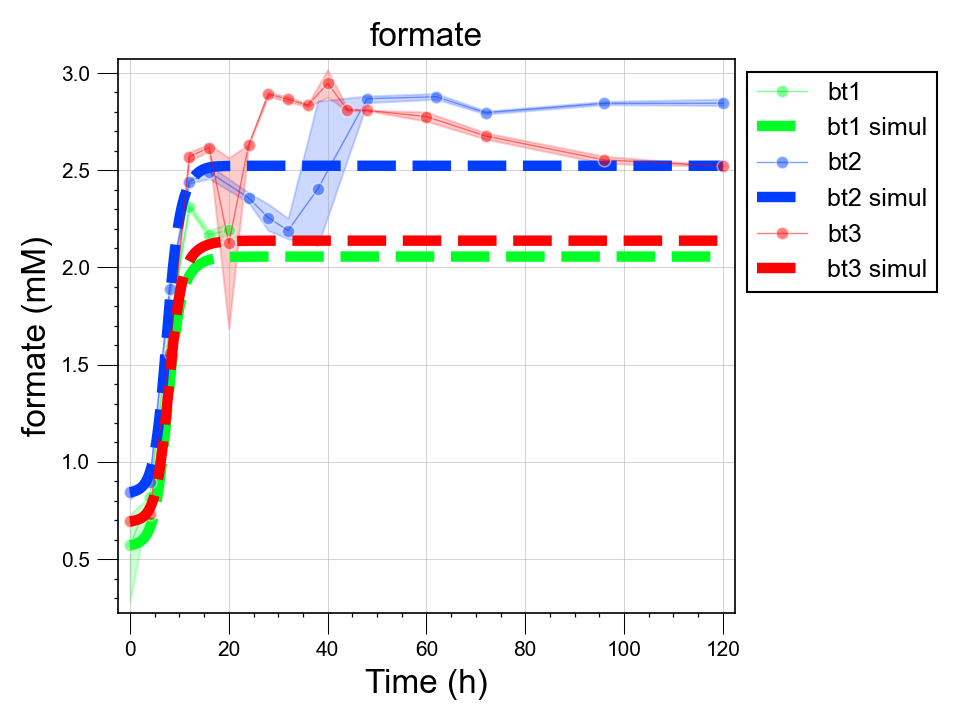 formate
3.0
2.5
2.0
1.5
1.0
0.5
formate (mM)
0
20
40
60
80
100
120
Time (h)
bt1
bt1 simul
bt2
bt2 simul
bt3
bt3 simul